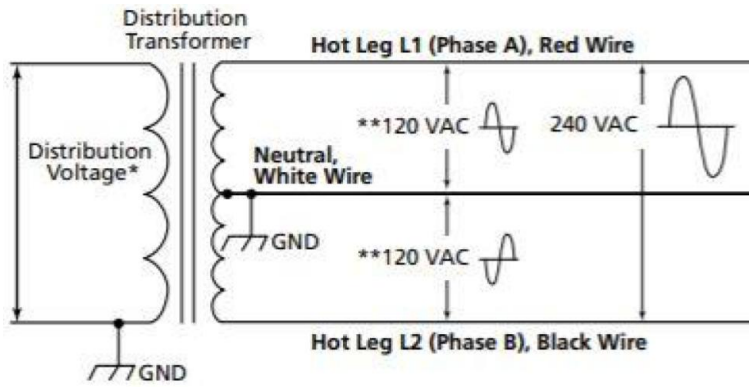 Distribution
Transformer
Hot Leg L1 (Phase A), Red Wire
**120 VAC
240 VAC
Distribution
Voltage*
Neutral,
White Wire
GND
**120 VAC
Hot Leg L2 (Phase B), Black Wire
GND